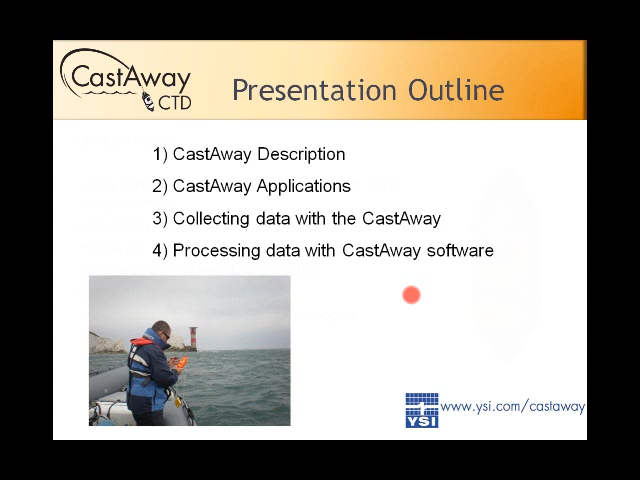 CastAway
CTD
Presentation Outline
1) CastAway Description
2) CastAway Applications
3) Collecting data with the CastAway
4) Processing data with CastAway software
YSI
www.ysi.com/castaway